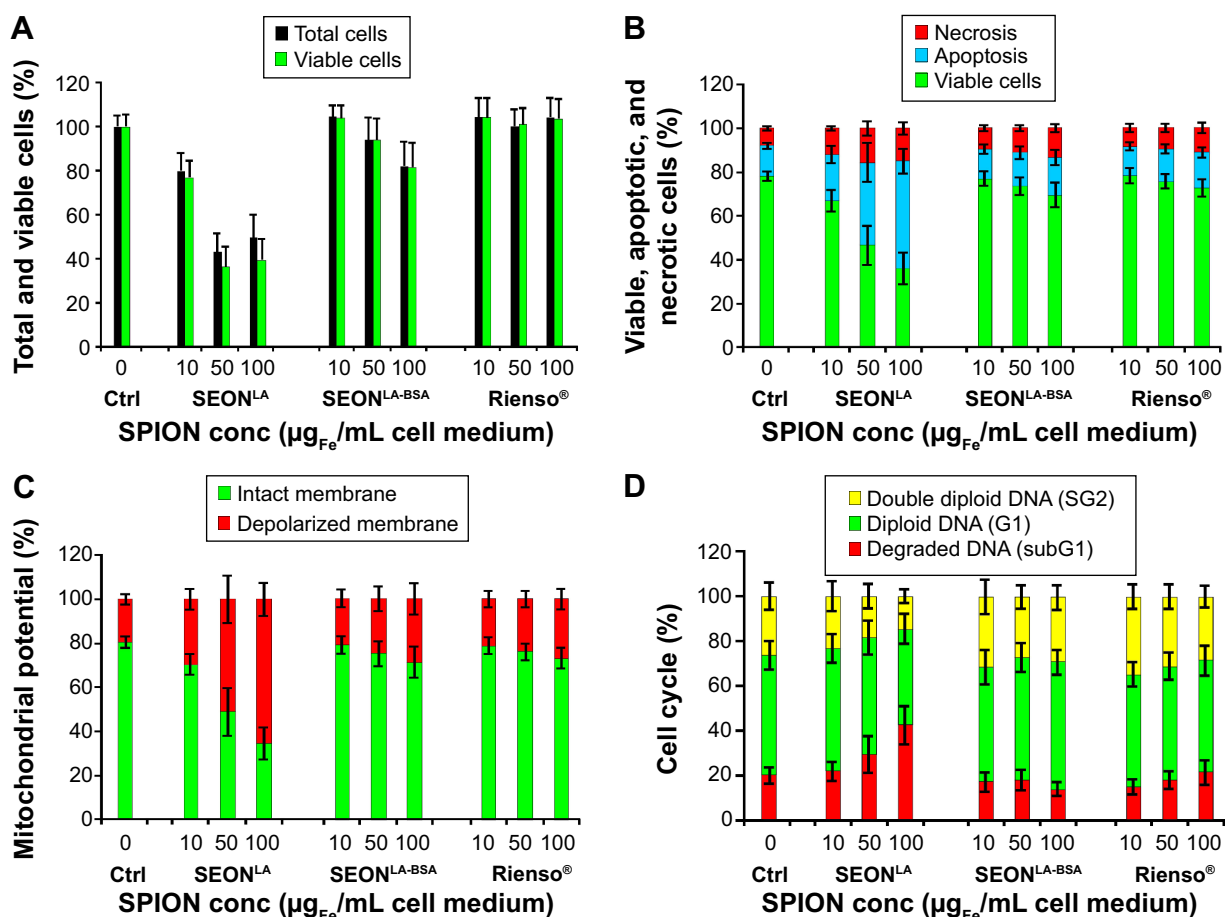 A
Total cells
Viable cells
Total and viable cells (%)
120
100
80
60
40
20
0
0 10 50 100 10 50 100 10 50 100
Ctrl SEON^LA SEON^LA-BSA Rienso®
SPION conc (µg_Fe/mL cell medium)
B
Necrosis
Apoptosis
Viable cells
Viable, apoptotic, and
necrotic cells (%)
120
100
80
60
40
20
0
0 10 50 100 10 50 100 10 50 100
Ctrl SEON^LA SEON^LA-BSA Rienso®
SPION conc (µg_Fe/mL cell medium)
C
Intact membrane
Depolarized membrane
Mitochondrial potential (%)
120
100
80
60
40
20
0
0 10 50 100 10 50 100 10 50 100
Ctrl SEON^LA SEON^LA-BSA Rienso®
SPION conc (µg_Fe/mL cell medium)
D
Double diploid DNA (SG2)
Diploid DNA (G1)
Degraded DNA (subG1)
Cell cycle (%)
120
100
80
60
40
20
0
0 10 50 100 10 50 100 10 50 100
Ctrl SEON^LA SEON^LA-BSA Rienso®
SPION conc (µg_Fe/mL cell medium)